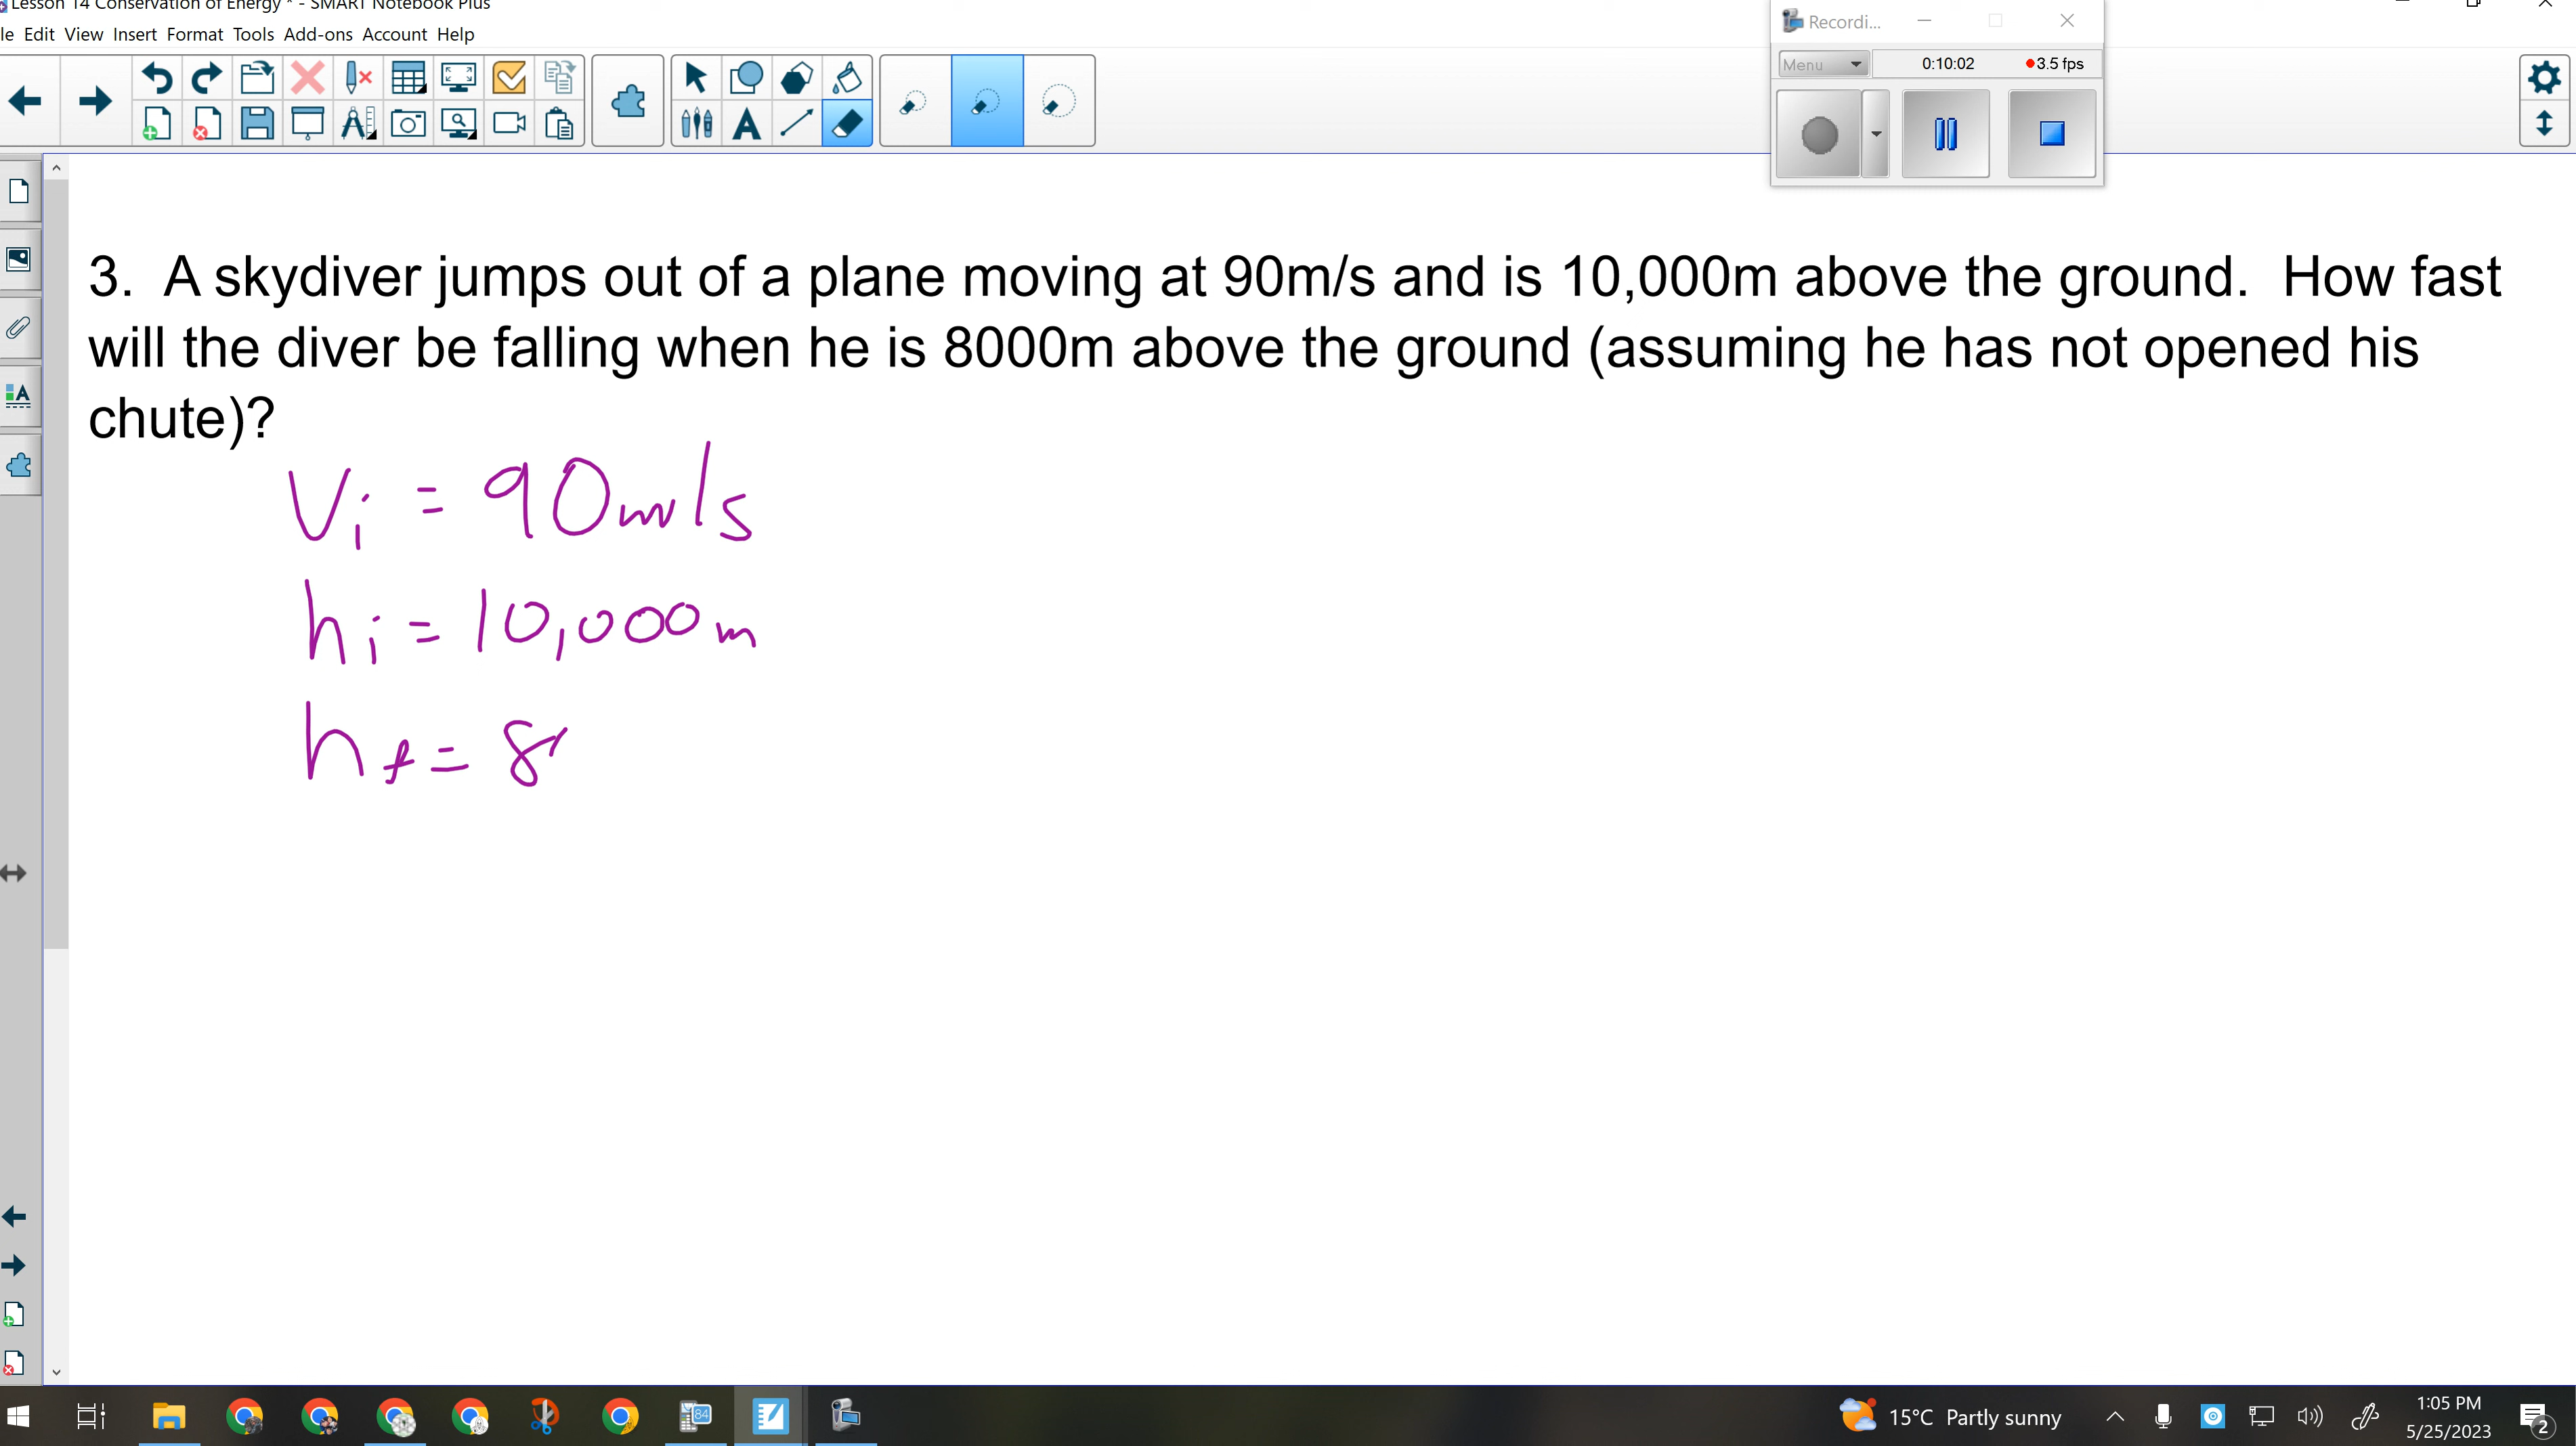 Lesson 14 Conservation of Energy * - SMART Notebook Plus
le Edit View Insert Format Tools Add-ons Account Help
Recordi...
Menu 0:10:02 3.5 fps
3. A skydiver jumps out of a plane moving at 90m/s and is 10,000m above the ground. How fast
will the diver be falling when he is 8000m above the ground (assuming he has not opened his
chute)?
Vi = 90m/s
hi = 10,000m
hf = 8
84
15°C Partly sunny
1:05 PM
5/25/2023
2